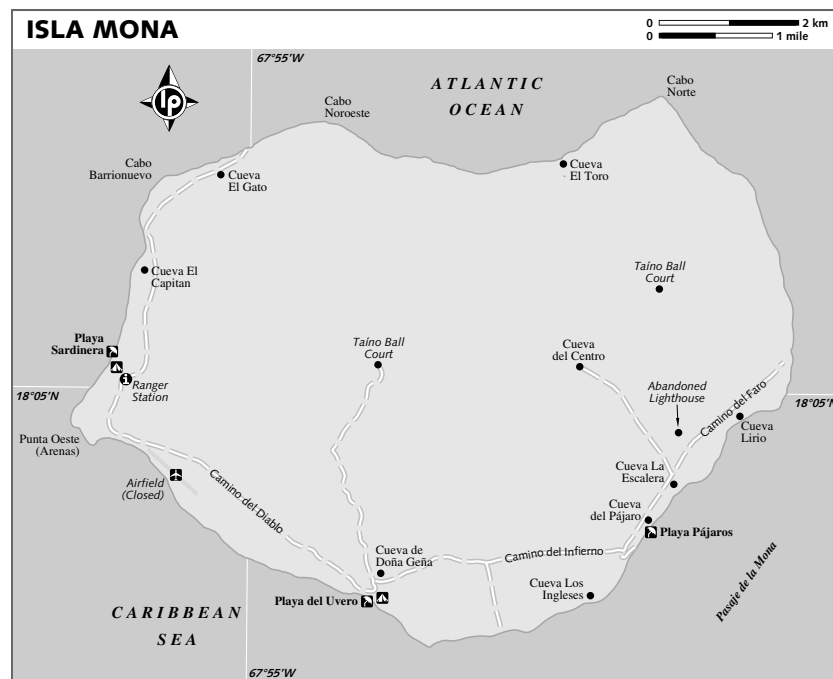 ISLA MONA
0 2 km
0 1 mile
67°55'W
ATLANTIC
OCEAN
Cabo
Norte
Cabo
Noroeste
lp
Cabo
Barrionuevo
Cueva
El Gato
Cueva
El Toro
Cueva El
Capitan
Taíno Ball
Court
Playa
Sardinera
Taíno Ball
Court
Cueva
del Centro
i
Ranger
Station
Abandoned
Lighthouse
Camino del Faro
18°05'N
18°05'N
Cueva
Lirio
Punta Oeste
(Arenas)
Cueva La
Escalera
Airfield
(Closed)
Camino del Diablo
Cueva
del Pájaro
Playa Pájaros
Cueva de
Doña Geña
Camino del Infierno
Cueva Los
Ingleses
Pasaje de la Mona
Playa del Uvero
CARIBBEAN
SEA
67°55'W